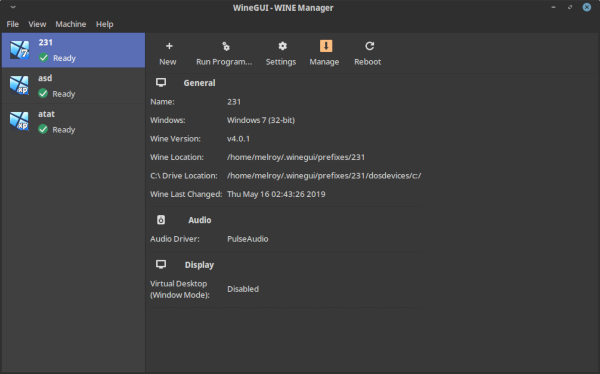 WineGUI - WINE Manager
File View Machine Help
231
Ready
asd
Ready
atat
Ready
New Run Program... Settings Manage Reboot
General
Name: 231
Windows: Windows 7 (32-bit)
Wine Version: v4.0.1
Wine Location: /home/melroy/.winegui/prefixes/231
C:\ Drive Location: /home/melroy/.winegui/prefixes/231/dosdevices/c:/
Wine Last Changed: Thu May 16 02:43:26 2019
Audio
Audio Driver: PulseAudio
Display
Virtual Desktop
(Window Mode): Disabled